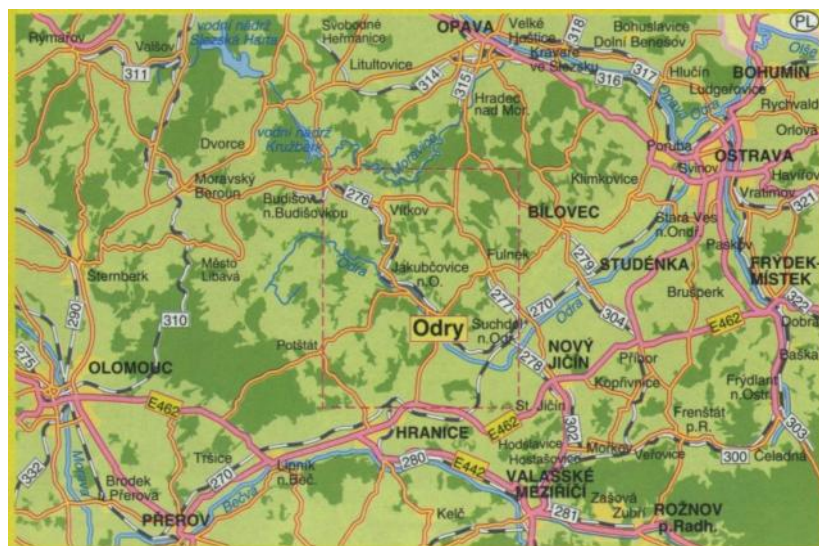 Rýmařov
Valšov
vodní nádrž
Slezská Harta
Svobodné
Heřmanice
Litultovice
OPAVA
Velké
Hoštice
Kravaře
ve Slezsku
318
Bohuslavice
Dolní Benešov
PL
Olše
311
314
315
316
317
Hlučín
BOHUMÍN
Ludgeřovice
Rychvald
Orlová
Hradec
nad Mor.
Opava
Odra
Dvorce
vodní nádrž
Kružberk
Moravice
Poruba
OSTRAVA
Svinov
Havířov
Moravský
Beroun
Budišov
n.Budišovkou
276
Vítkov
Klimkovice
BÍLOVEC
Vratimov
321
Stará Ves
n.Ondř.
Paskov
Šternberk
Město
Libavá
Odra
Jakubčovice
n.O.
Fulnek
279
STUDÉNKA
FRÝDEK-
MÍSTEK
290
310
277
270
Odra
304
Brušperk
322
E462
Dobrá
Odry
Suchdol
n.Odr.
275
OLOMOUC
Potštát
278
NOVÝ
JIČÍN
Příbor
Baška
Kopřivnice
Frýdlant
n.Ostr.
E462
St. Jičín
HRANICE
E462
302
Frenštát
p.R.
303
Hodslavice
Hostašovice
Mořkov
Veřovice
300
Čeladná
332
Morava
Tršice
270
Lipník
n.Beč.
280
E442
VALAŠSKÉ
MEZIŘÍČÍ
Brodek
u Přerova
Bečva
Zašová
Zubří
ROŽNOV
p.Radh.
PŘEROV
Kelč
281